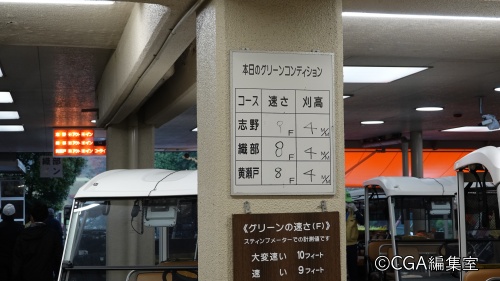 本日のグリーンコンディション
コース 速さ 刈高
志野 9F 4㎜
織部 8F 4㎜
黄瀬戸 8F 4㎜
《グリーンの速さ(F)》
スティンプメーターでの計測値です
大変速い 10フィート
速い 9フィート
©CGA編集室